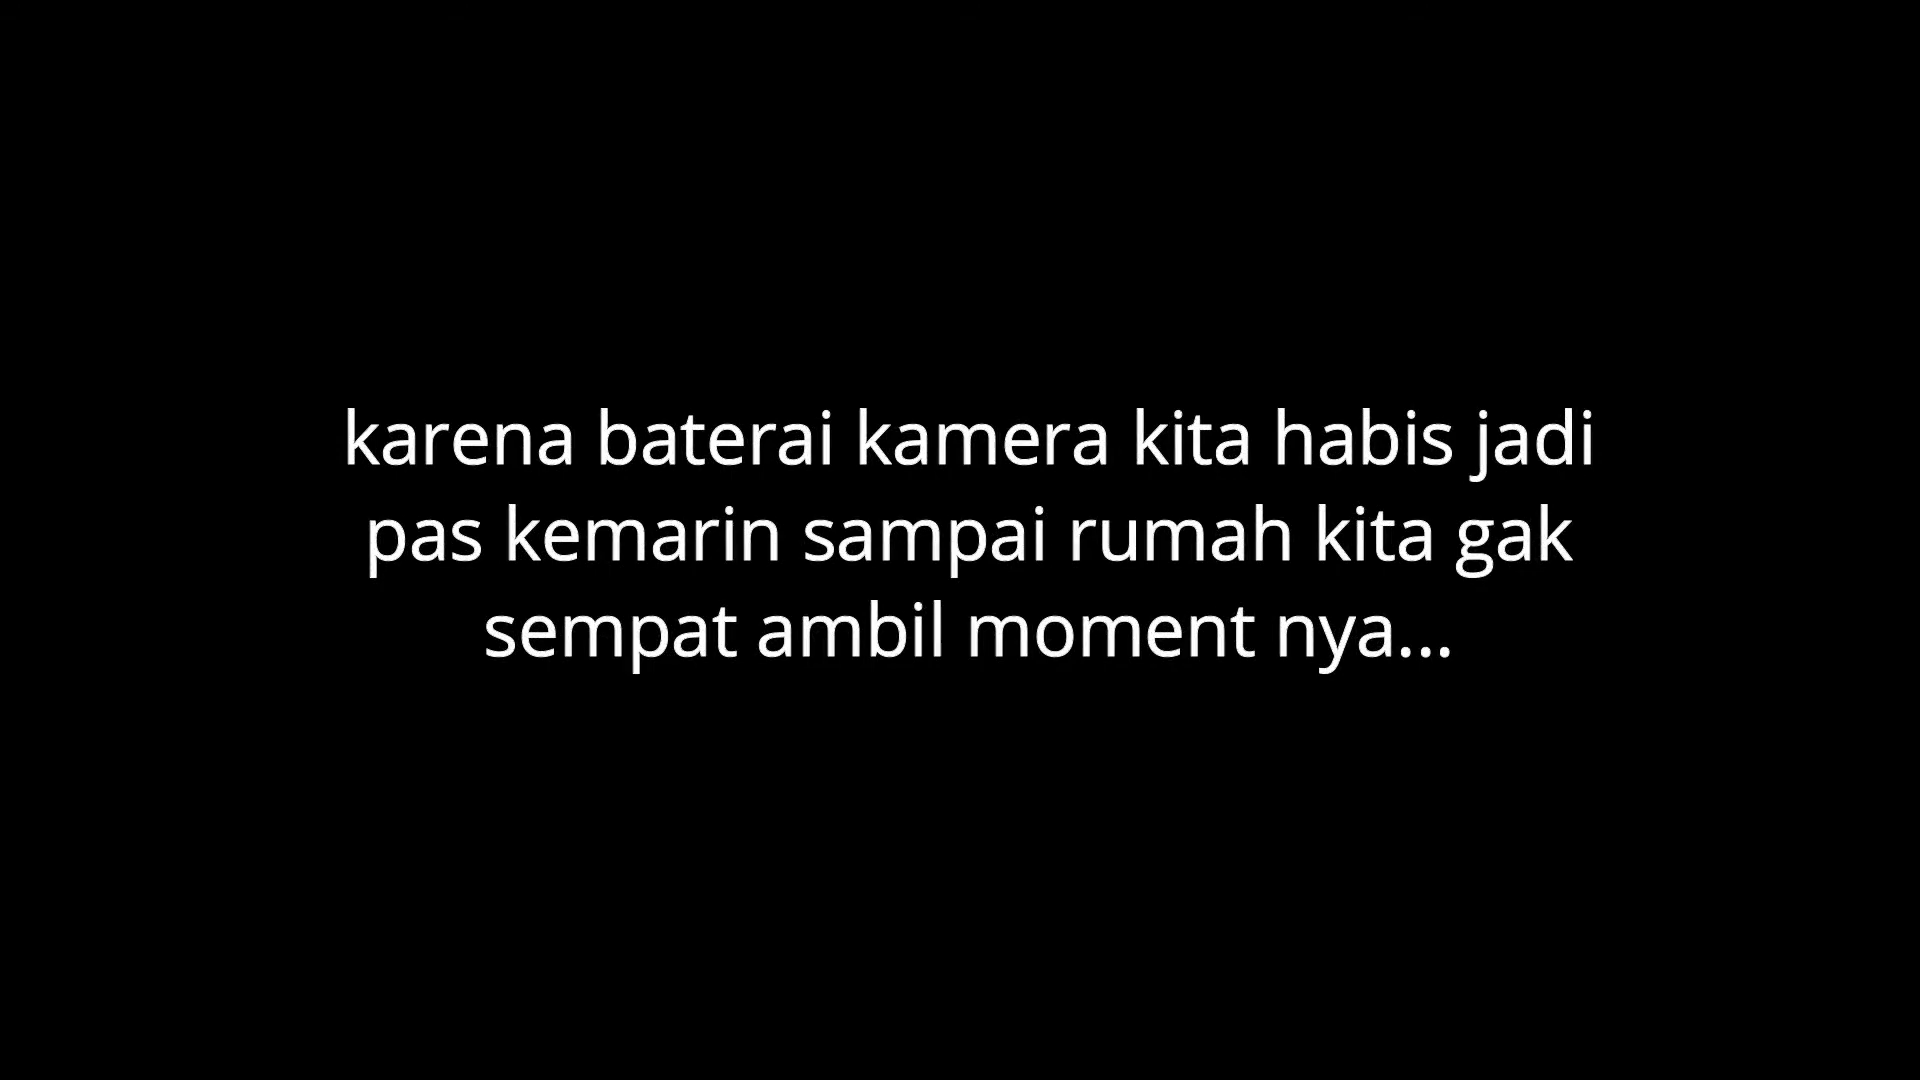 karena baterai kamera kita habis jadi
pas kemarin sampai rumah kita gak
sempat ambil moment nya...